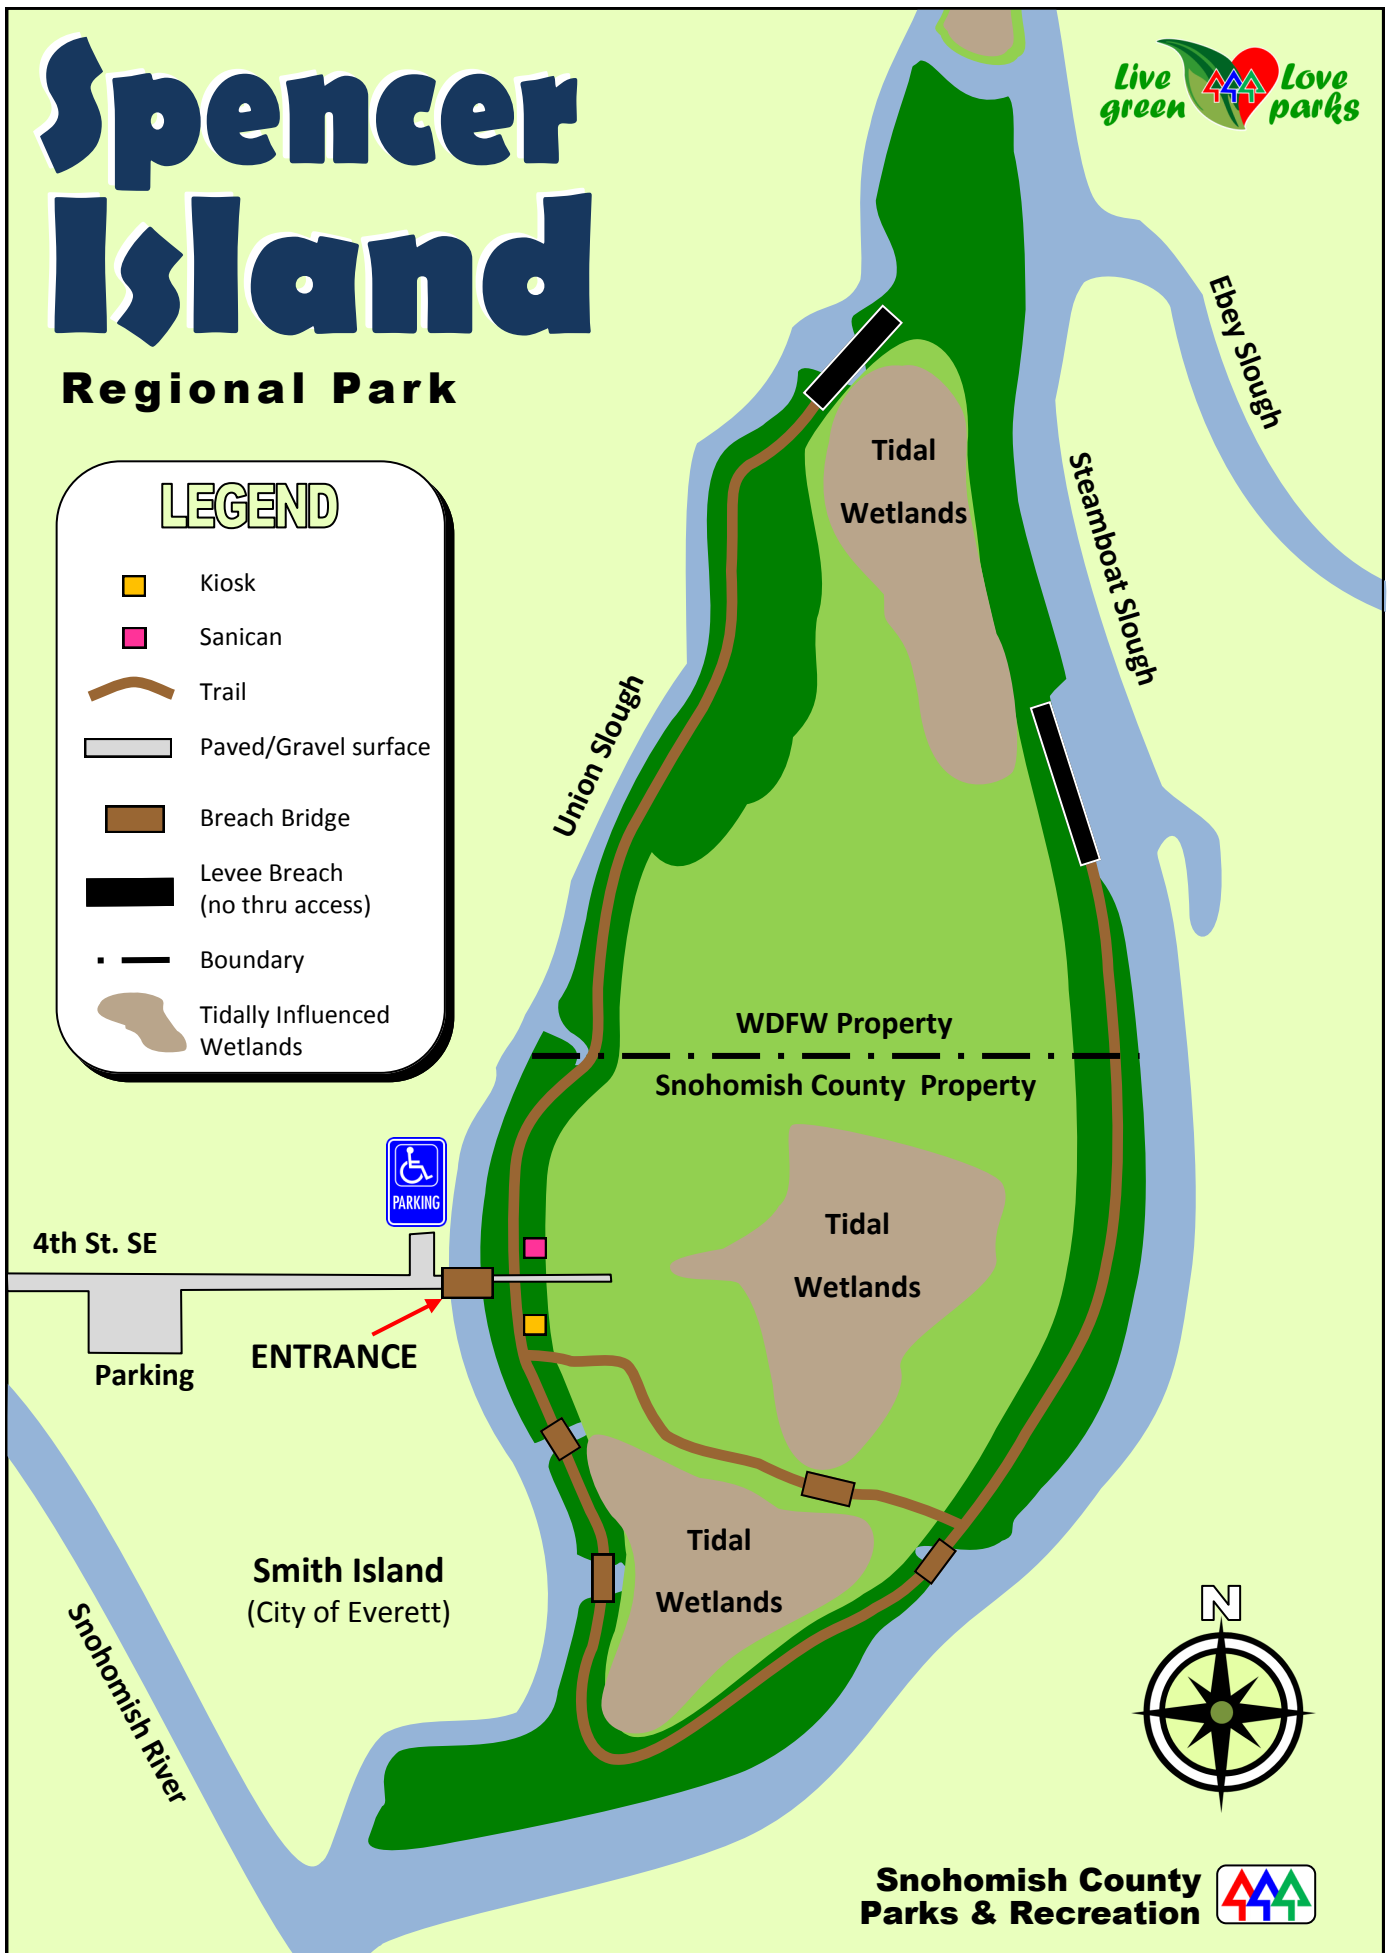 Spencer
Island
Regional Park
Live
green
Love
parks
LEGEND
Kiosk
Sanican
Trail
Paved/Gravel surface
Breach Bridge
Levee Breach
(no thru access)
Boundary
Tidally Influenced
Wetlands
Ebey Slough
Steamboat Slough
Union Slough
Tidal
Wetlands
WDFW Property
Snohomish County Property
PARKING
4th St. SE
Parking
ENTRANCE
Tidal
Wetlands
Tidal
Wetlands
Smith Island
(City of Everett)
Snohomish River
N
Snohomish County
Parks & Recreation